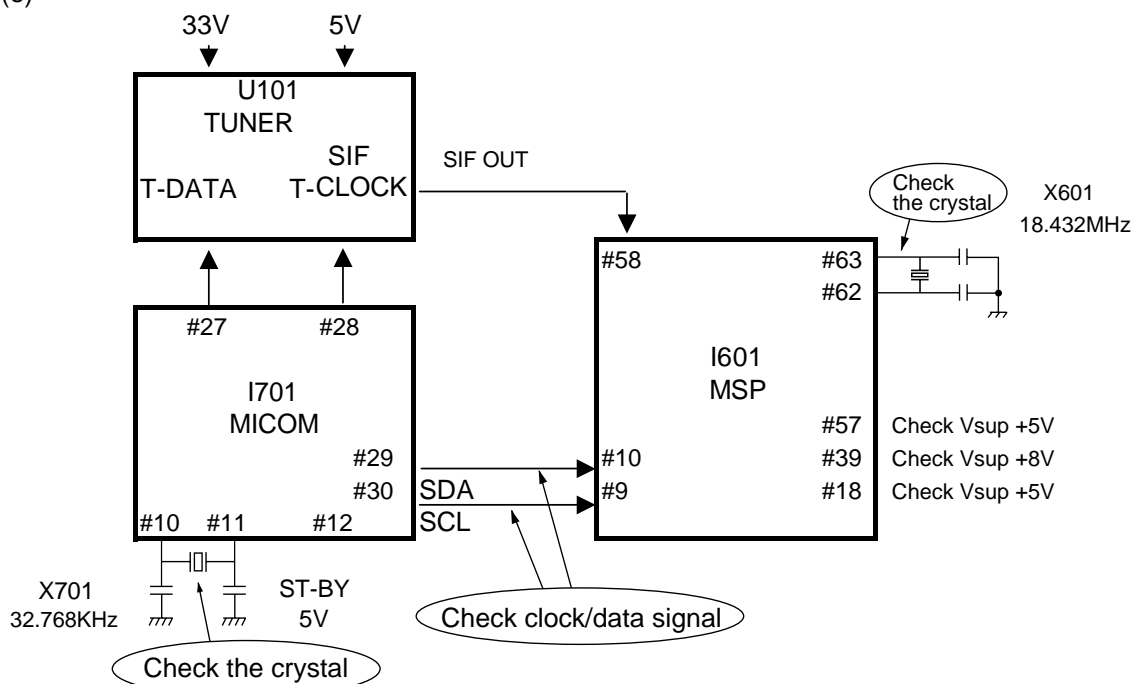 33V 5V
U101
TUNER
SIF
T-DATA T-CLOCK
SIF OUT
Check
the crystal
X601
18.432MHz
#58 #63
#62
#27 #28
I701
MICOM
I601
MSP
#57 Check Vsup +5V
#29 #10 #39 Check Vsup +8V
#30 SDA #9 #18 Check Vsup +5V
SCL
#10 #11 #12
X701
32.768KHz
ST-BY
5V
Check clock/data signal
Check the crystal